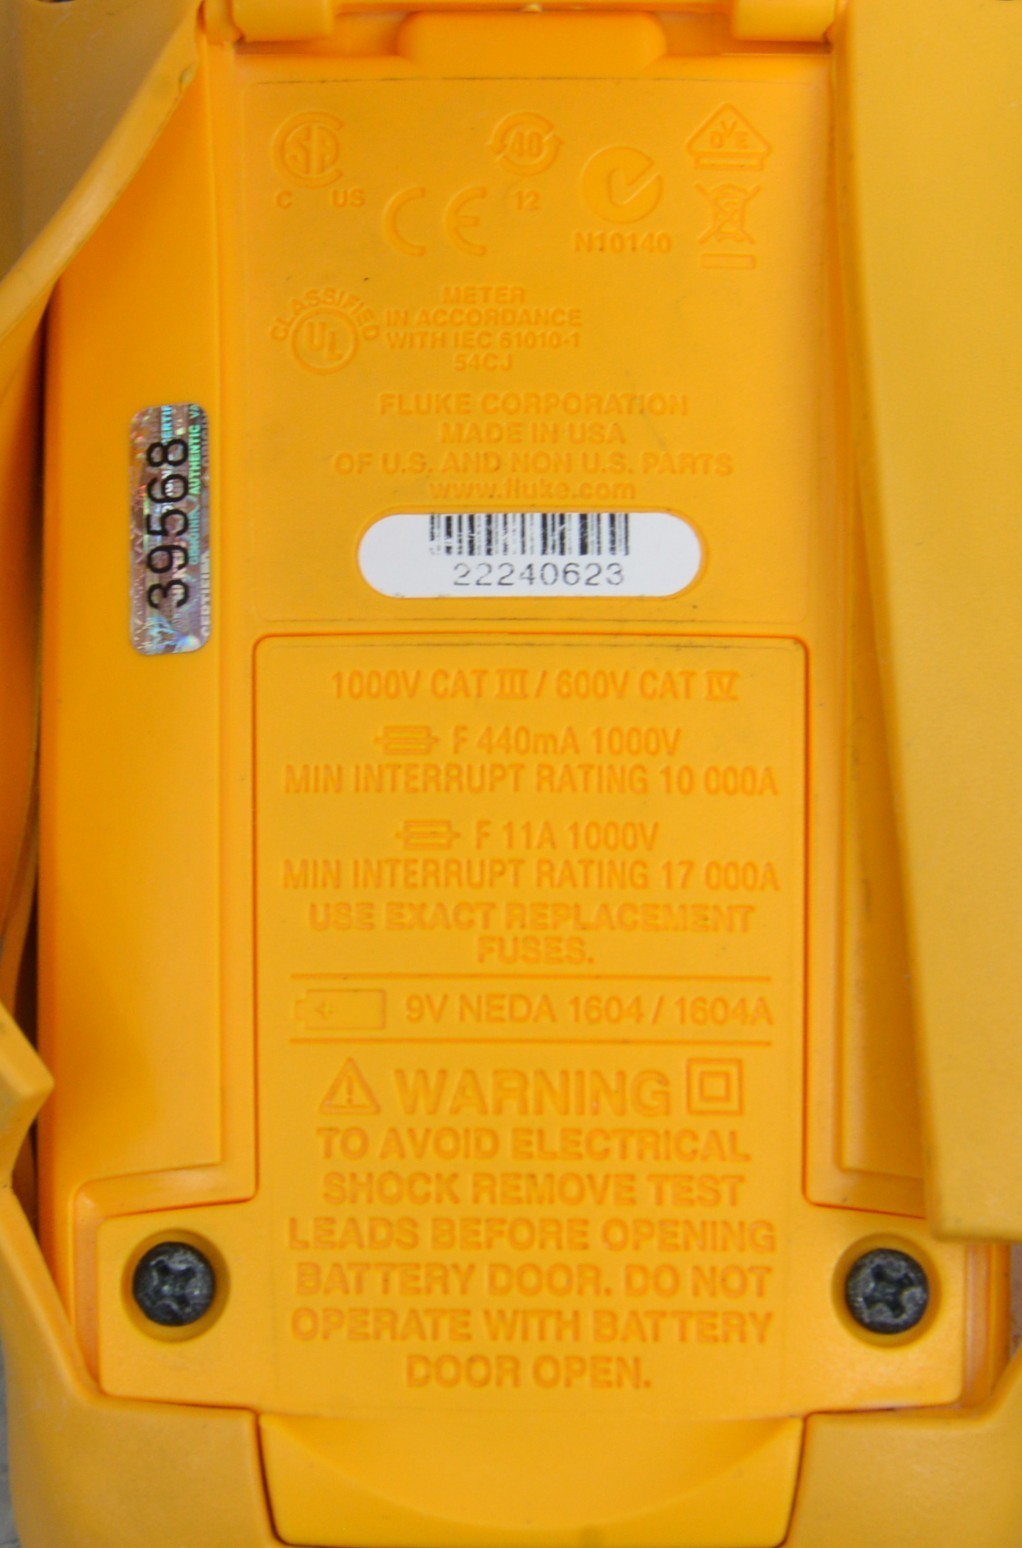 C US
40
12
CE
N10140
OVE
CLASSIFIED
UL
METER
IN ACCORDANCE
WITH IEC 61010-1
54CJ
FLUKE CORPORATION
MADE IN USA
OF U.S. AND NON U.S. PARTS
www.fluke.com
22240623
39568
AUTHENTIC
1000V CAT III / 600V CAT IV
F 440mA 1000V
MIN INTERRUPT RATING 10 000A
F 11A 1000V
MIN INTERRUPT RATING 17 000A
USE EXACT REPLACEMENT
FUSES.
9V NEDA 1604 / 1604A
WARNING
TO AVOID ELECTRICAL
SHOCK REMOVE TEST
LEADS BEFORE OPENING
BATTERY DOOR. DO NOT
OPERATE WITH BATTERY
DOOR OPEN.